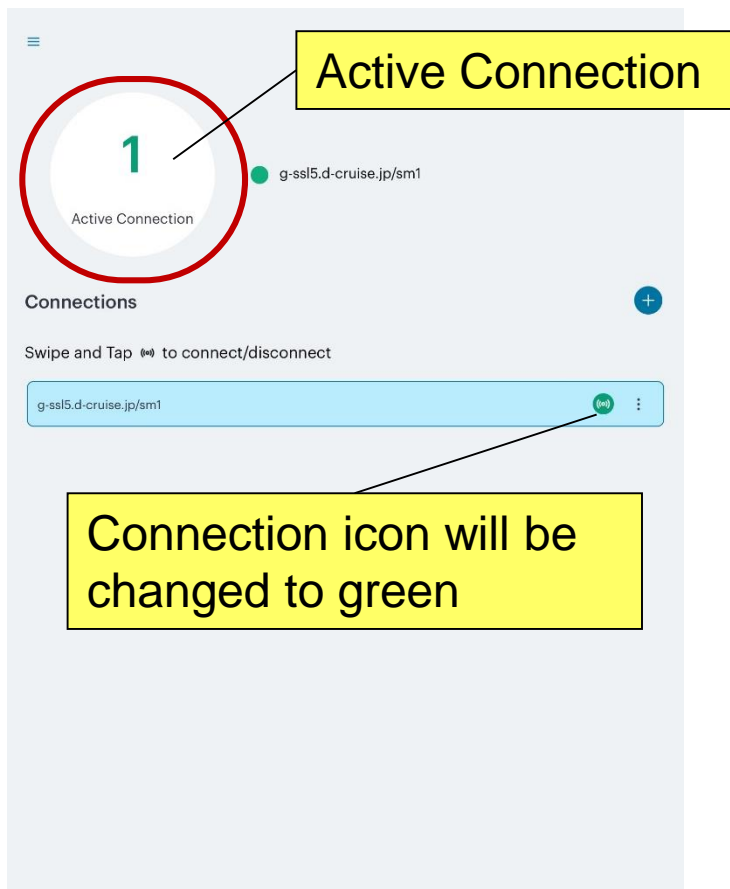 Active Connection
1
Active Connection
g-ssl5.d-cruise.jp/sm1
Connections
Swipe and Tap to connect/disconnect
g-ssl5.d-cruise.jp/sm1
Connection icon will be
changed to green